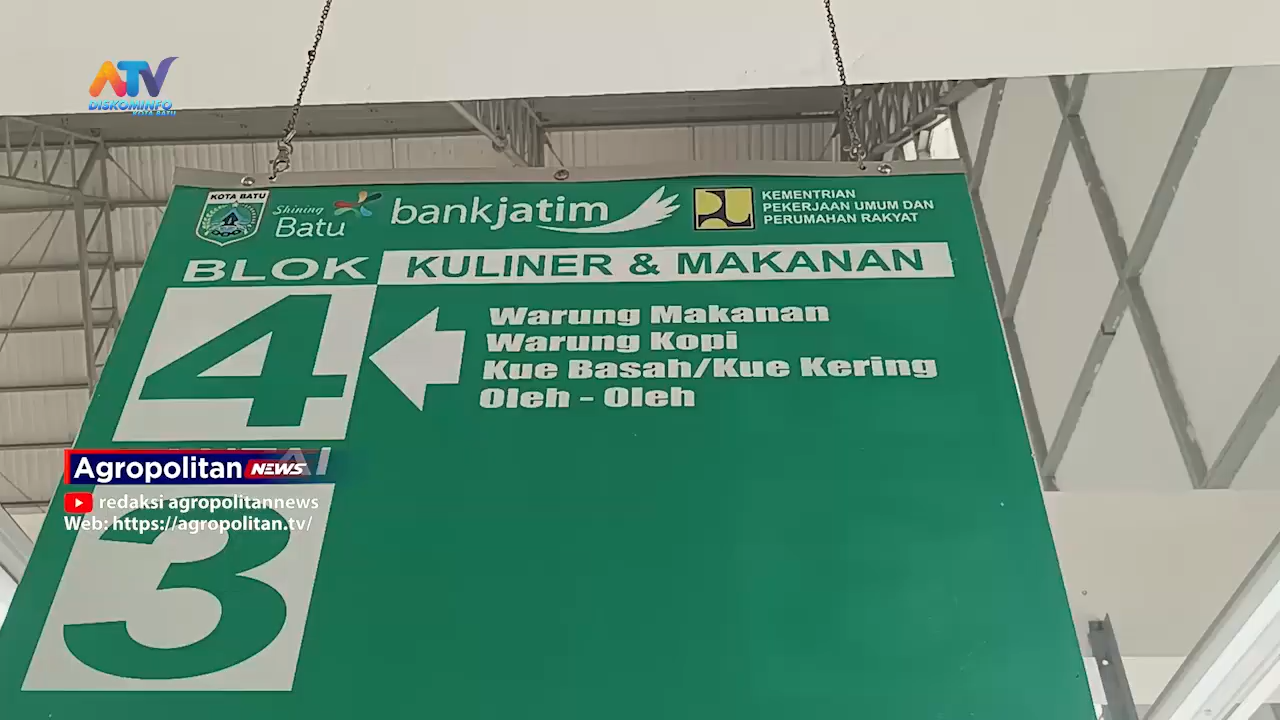 ATV
DISKOMINFO
KOTA BATU
KOTA BATU
Shining
Batu
bankjatim
PU
KEMENTRIAN
PEKERJAAN UMUM DAN
PERUMAHAN RAKYAT
BLOK
KULINER & MAKANAN
4
Warung Makanan
Warung Kopi
Kue Basah/Kue Kering
Oleh - Oleh
Agropolitan NEWS
redaksi agropolitannews
Web: https://agropolitan.tv/
3